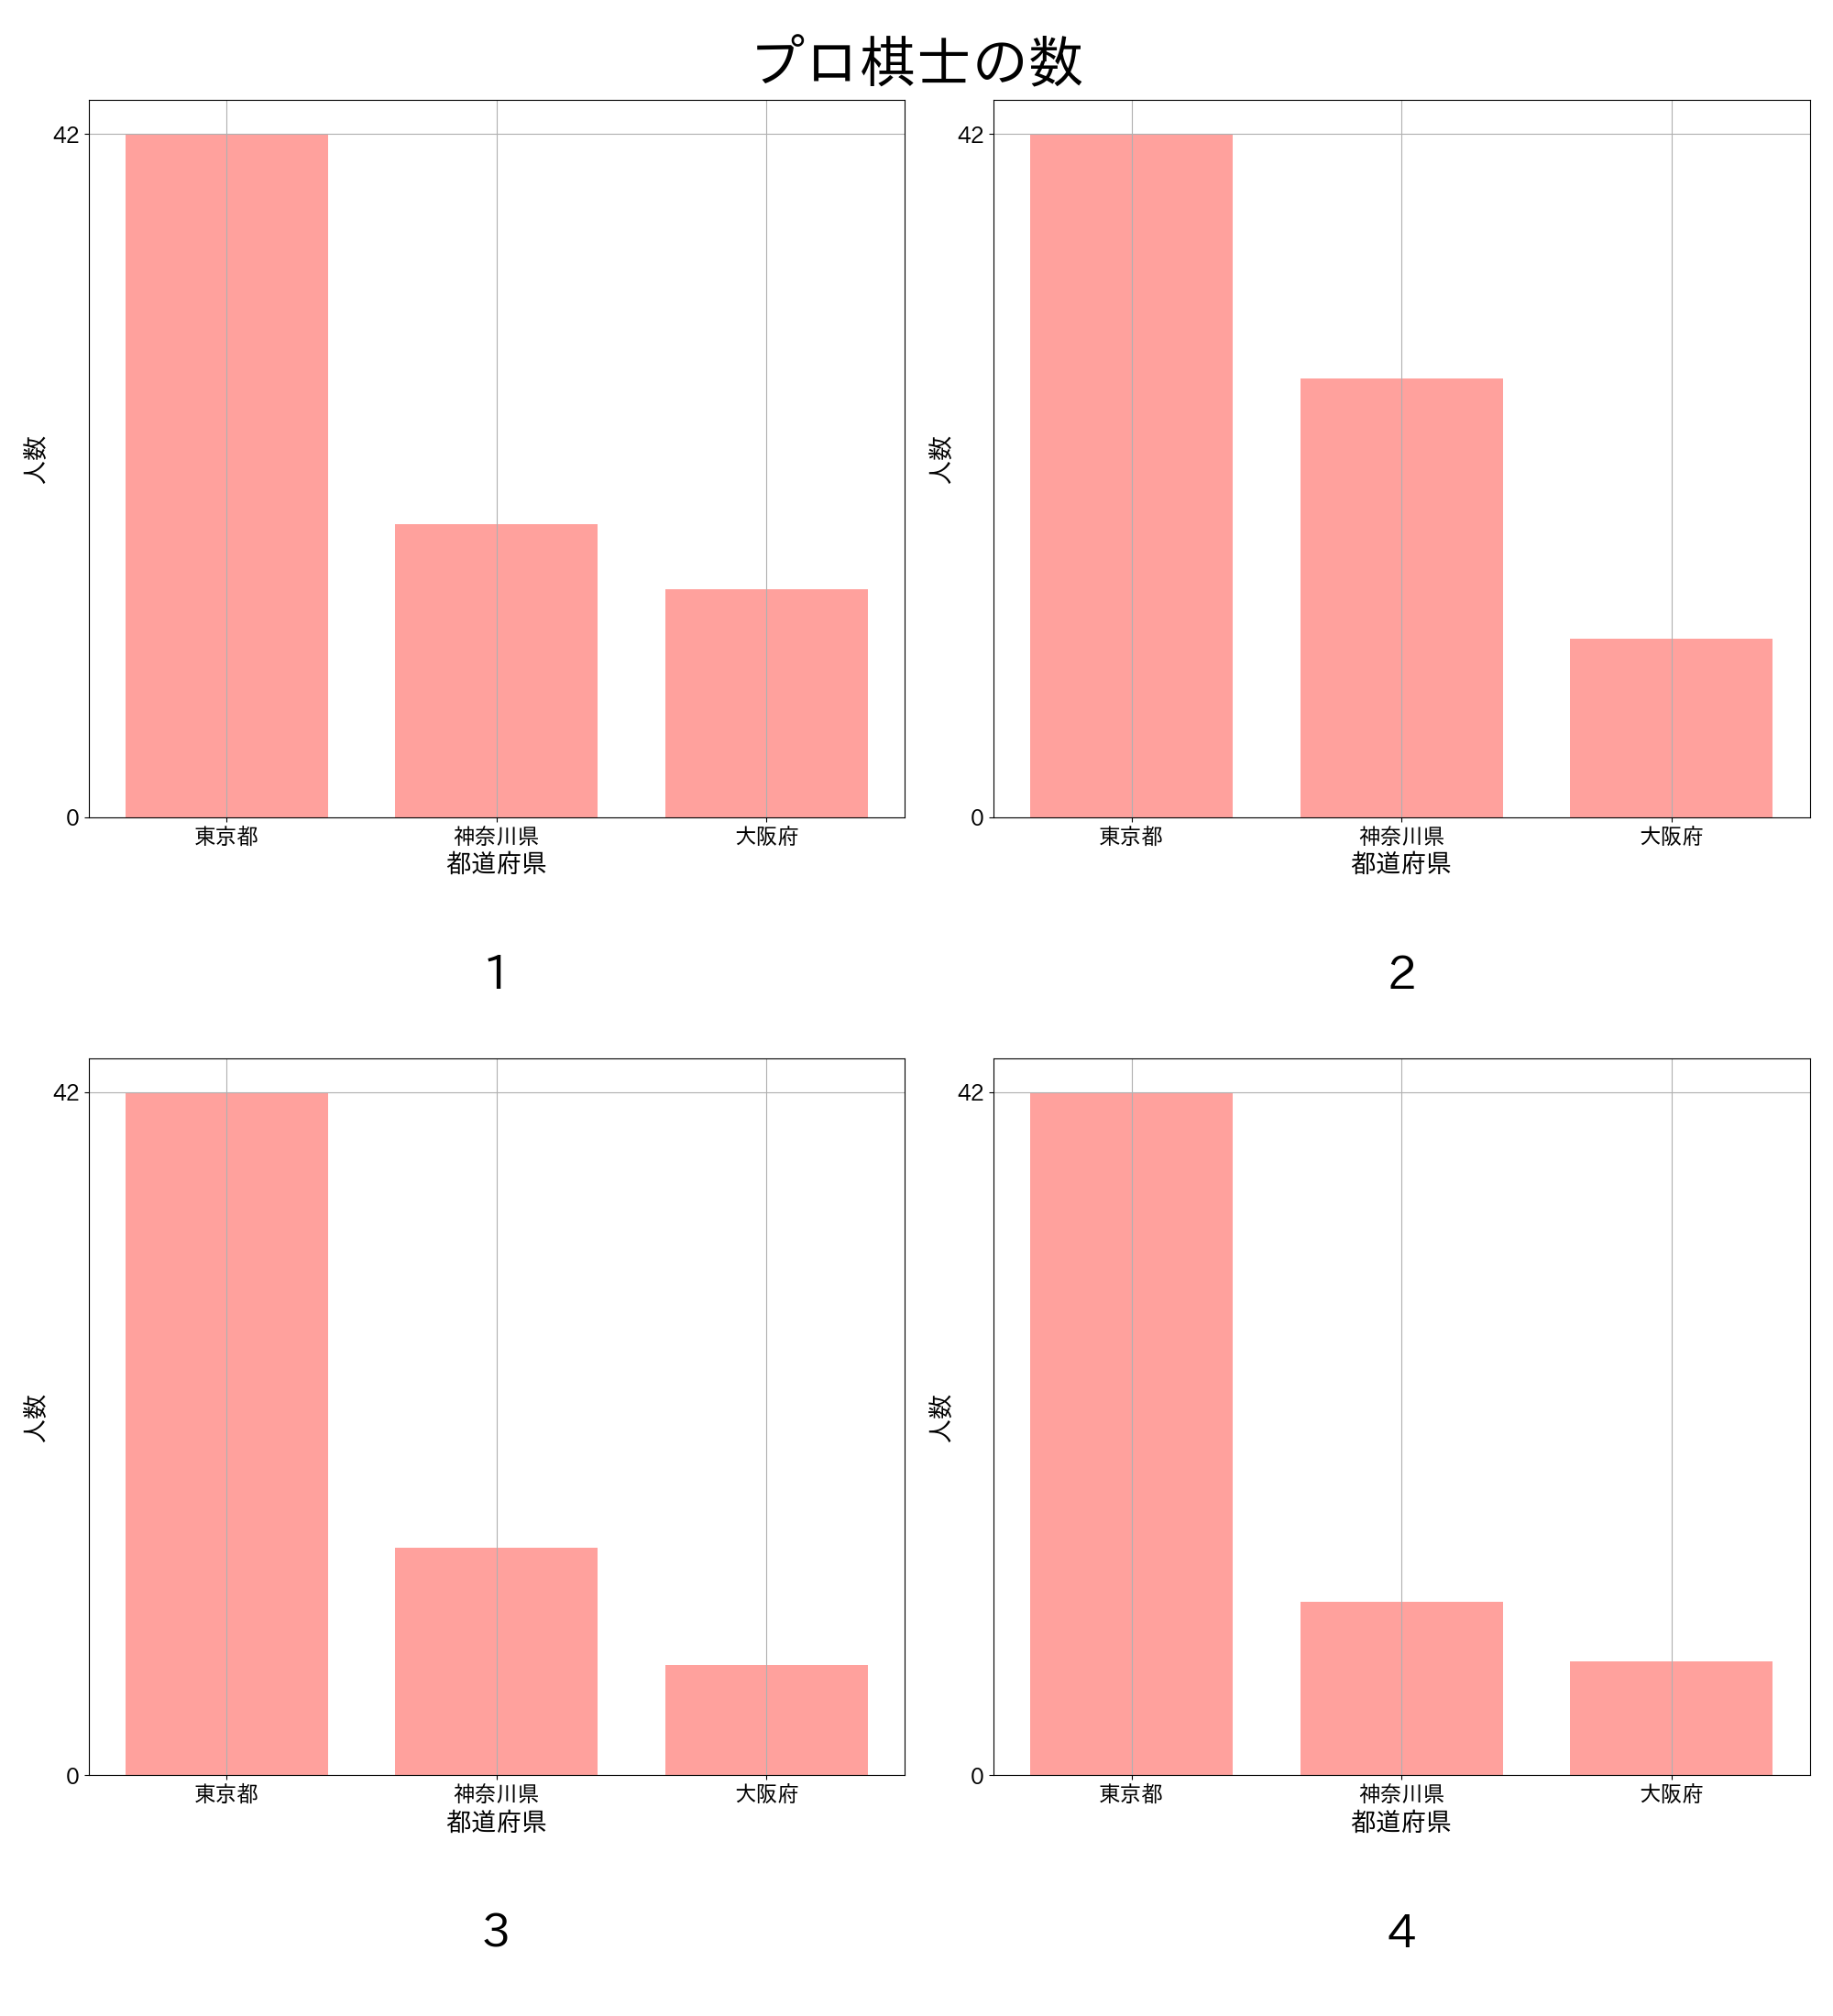 プロ棋士の数
42
人数
0
東京都 神奈川県 大阪府
都道府県
1
42
人数
0
東京都 神奈川県 大阪府
都道府県
2
42
人数
0
東京都 神奈川県 大阪府
都道府県
3
42
人数
0
東京都 神奈川県 大阪府
都道府県
4